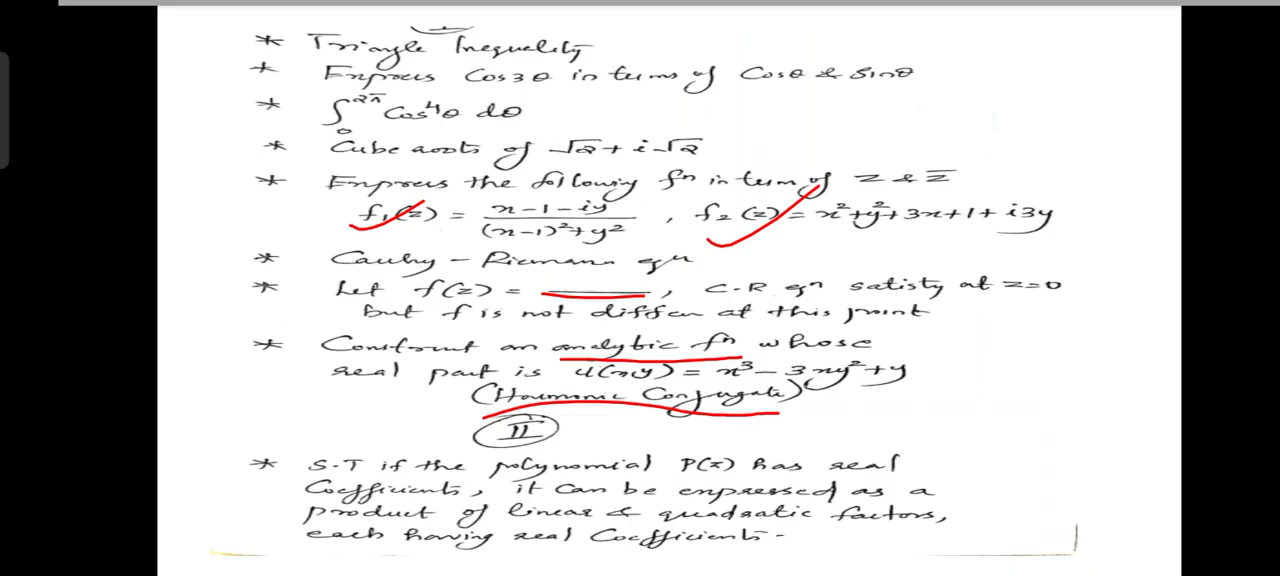 I
* Triangle Inequality
* Express Cos3θ in terms of Cosθ & Sinθ
* ∫₀^2π Cos⁴θ dθ
* Cube roots of √2 + i√2
* Express the following fⁿ in term of z & z̅
f₁(z) = (x-1-iy)/((x-1)²+y²), f₂(z) = x²+y²+3x+1+i3y
* Cauchy - Riemann eqⁿ
* Let f(z) = ______, C-R eqⁿ satisty at z=0
but f is not differ at this point
* Construct an analytic fⁿ whose
real part is u(x,y) = x³ - 3xy² + y
(Harmonic Conjugate)
II
* S.T if the polynomial P(x) has real
Coefficients, it can be expressed as a
product of linear & quadratic factors,
each having real Coefficients.